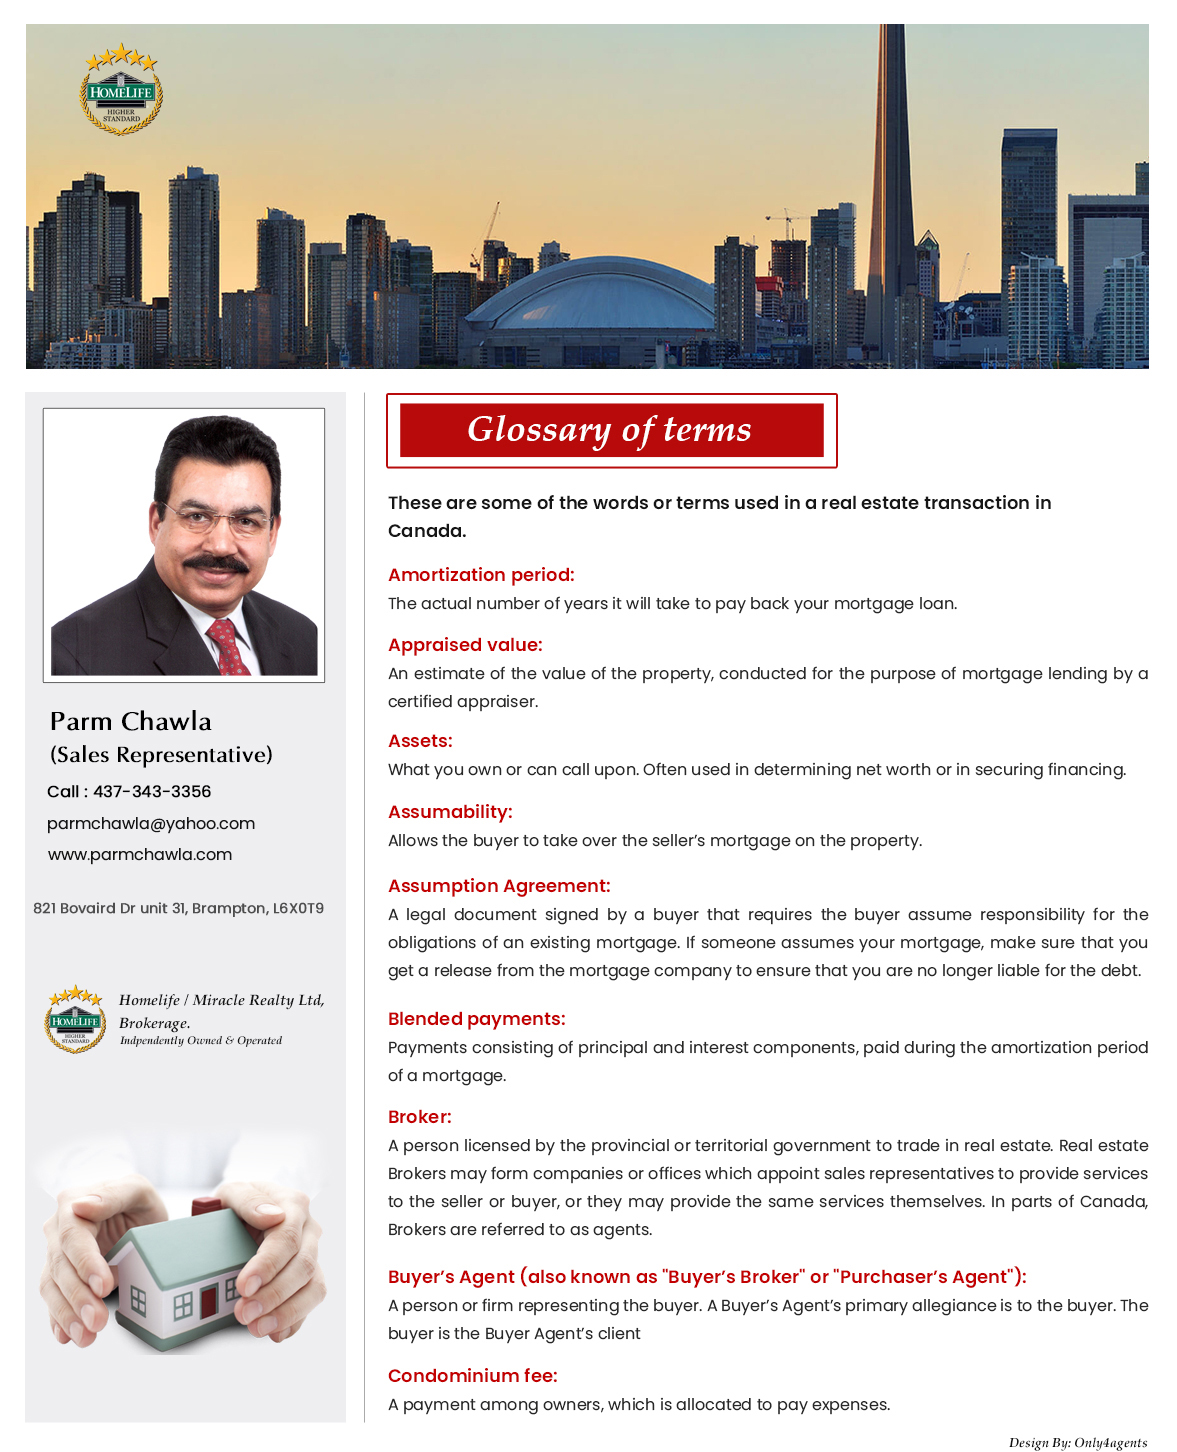 HOMELIFE
HIGHER
STANDARD
Glossary of terms
These are some of the words or terms used in a real estate transaction in
Canada.
Amortization period:
The actual number of years it will take to pay back your mortgage loan.
Appraised value:
An estimate of the value of the property, conducted for the purpose of mortgage lending by a
certified appraiser.
Assets:
What you own or can call upon. Often used in determining net worth or in securing financing.
Assumability:
Allows the buyer to take over the seller’s mortgage on the property.
Assumption Agreement:
A legal document signed by a buyer that requires the buyer assume responsibility for the
obligations of an existing mortgage. If someone assumes your mortgage, make sure that you
get a release from the mortgage company to ensure that you are no longer liable for the debt.
Blended payments:
Payments consisting of principal and interest components, paid during the amortization period
of a mortgage.
Broker:
A person licensed by the provincial or territorial government to trade in real estate. Real estate
Brokers may form companies or offices which appoint sales representatives to provide services
to the seller or buyer, or they may provide the same services themselves. In parts of Canada,
Brokers are referred to as agents.
Buyer’s Agent (also known as "Buyer’s Broker" or "Purchaser’s Agent"):
A person or firm representing the buyer. A Buyer’s Agent’s primary allegiance is to the buyer. The
buyer is the Buyer Agent’s client
Condominium fee:
A payment among owners, which is allocated to pay expenses.
Parm Chawla
(Sales Representative)
Call : 437-343-3356
parmchawla@yahoo.com
www.parmchawla.com
821 Bovaird Dr unit 31, Brampton, L6X0T9
HOMELIFE
HIGHER
STANDARD
Homelife / Miracle Realty Ltd,
Brokerage.
Indpendently Owned & Operated
Design By: Only4agents